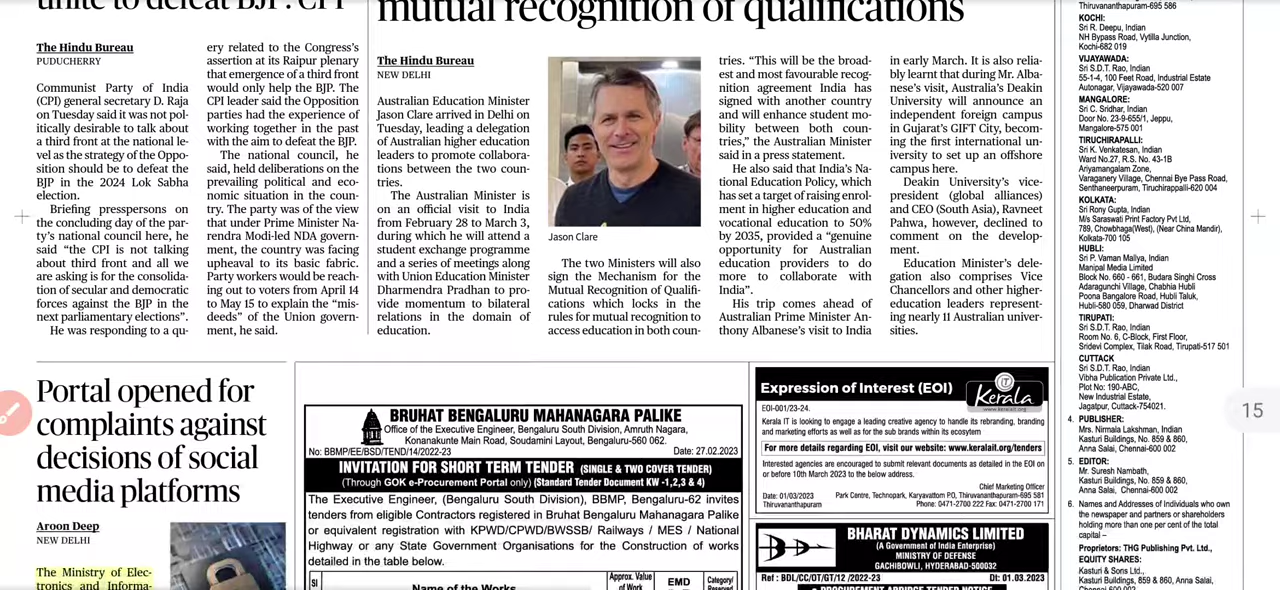 unite to defeat BJP: CPI
The Hindu Bureau
PUDUCHERRY
Communist Party of India
(CPI) general secretary D. Raja
on Tuesday said it was not pol-
itically desirable to talk about
a third front at the national le-
vel as the strategy of the Oppo-
sition should be to defeat the
BJP in the 2024 Lok Sabha
election.
Briefing presspersons on
the concluding day of the par-
ty's national council here, he
said "the CPI is not talking
about third front and all we
are asking for is the consolida-
tion of secular and democratic
forces against the BJP in the
next parliamentary elections".
He was responding to a qu-
ery related to the Congress's
assertion at its Raipur plenary
that emergence of a third front
would only help the BJP. The
CPI leader said the Opposition
parties had the experience of
working together in the past
with the aim to defeat the BJP.
The national council, he
said, held deliberations on the
prevailing political and eco-
nomic situation in the coun-
try. The party was of the view
that under Prime Minister Na-
rendra Modi-led NDA govern-
ment, the country was facing
upheaval to its basic fabric.
Party workers would be reach-
ing out to voters from April 14
to May 15 to explain the "mis-
deeds" of the Union govern-
ment, he said.
mutual recognition of qualifications
The Hindu Bureau
NEW DELHI
Australian Education Minister
Jason Clare arrived in Delhi on
Tuesday, leading a delegation
of Australian higher education
leaders to promote collabora-
tions between the two coun-
tries.
The Australian Minister is
on an official visit to India
from February 28 to March 3,
during which he will attend a
student exchange programme
and a series of meetings along
with Union Education Minister
Dharmendra Pradhan to pro-
vide momentum to bilateral
relations in the domain of
education.
Jason Clare
The two Ministers will also
sign the Mechanism for the
Mutual Recognition of Qualifi-
cations which locks in the
rules for mutual recognition to
access education in both coun-
tries. "This will be the broad-
est and most favourable recog-
nition agreement India has
signed with another country
and will enhance student mo-
bility between both coun-
tries," the Australian Minister
said in a press statement.
He also said that India's Na-
tional Education Policy, which
has set a target of raising enrol-
ment in higher education and
vocational education to 50%
by 2035, provided a "genuine
opportunity for Australian
education providers to do
more to collaborate with
India".
His trip comes ahead of
Australian Prime Minister An-
thony Albanese's visit to India
in early March. It is also relia-
bly learnt that during Mr. Alba-
nese's visit, Australia's Deakin
University will announce an
independent foreign campus
in Gujarat's GIFT City, becom-
ing the first international uni-
versity to set up an offshore
campus here.
Deakin University's vice-
president (global alliances)
and CEO (South Asia), Ravneet
Pahwa, however, declined to
comment on the develop-
ment.
Education Minister's dele-
gation also comprises Vice
Chancellors and other higher-
education leaders represent-
ing nearly 11 Australian univer-
sities.
Thiruvananthapuram-695 586
KOCHI:
Sri R. Deepu, Indian
NH Bypass Road, Vytilla Junction,
Kochi-682 019
VIJAYAWADA:
Sri S.D.T. Rao, Indian
55-1-4, 100 Feet Road, Industrial Estate
Autonagar, Vijayawada-520 007
MANGALORE:
Sri C. Sridhar, Indian
Door No. 23-9-655/1, Jeppu,
Mangalore-575 001
TIRUCHIRAPALLI:
Sri K. Venkatesan, Indian
Ward No.27, R.S. No. 43-1B
Ariyamangalam Zone,
Varaganery Village, Chennai Bye Pass Road,
Senthaneerpuram, Tiruchirappalli-620 004
KOLKATA:
Sri Rony Gupta, Indian
M/s Saraswati Print Factory Pvt Ltd,
789, Chowbhaga(West), (Near China Mandir),
Kolkata-700 105
HUBLI:
Sri P. Vaman Maliya, Indian
Manipal Media Limited
Block No. 660 - 661, Budara Singhi Cross
Adaragunchi Village, Chabhia Hubli
Poona Bangalore Road, Hubli Taluk,
Hubli-580 059, Dharwad District
TIRUPATI:
Sri S.D.T. Rao, Indian
Room No. 6, C-Block, First Floor,
Sridevi Complex, Tilak Road, Tirupati-517 501
CUTTACK
Sri S.D.T. Rao, Indian
Vibha Publication Private Ltd.,
Plot No: 190-ABC,
New Industrial Estate,
Jagatpur, Cuttack-754021.
4. PUBLISHER:
Mrs. Nirmala Lakshman, Indian
Kasturi Buildings, No. 859 & 860,
Anna Salai, Chennai-600 002
5. EDITOR:
Mr. Suresh Nambath,
Kasturi Buildings, No. 859 & 860,
Anna Salai, Chennai-600 002
6. Names and Addresses of Individuals who own
the newspaper and partners or shareholders
holding more than one per cent of the total
capital –
Proprietors: THG Publishing Pvt. Ltd.,
EQUITY SHARES:
Kasturi & Sons Ltd.,
Kasturi Buildings, 859 & 860, Anna Salai,
Chennai-600 002
15
Portal opened for
complaints against
decisions of social
media platforms
Aroon Deep
NEW DELHI
The Ministry of Elec-
tronics and Informa-
BRUHAT BENGALURU MAHANAGARA PALIKE
Office of the Executive Engineer, Bengaluru South Division, Amruth Nagara,
Konanakunte Main Road, Soudamini Layout, Bengaluru-560 062.
No: BBMP/EE/BSD/TEND/14/2022-23 Date: 27.02.2023
INVITATION FOR SHORT TERM TENDER (SINGLE & TWO COVER TENDER)
(Through GOK e-Procurement Portal only) (Standard Tender Document KW -1,2,3 & 4)
The Executive Engineer, (Bengaluru South Division), BBMP, Bengaluru-62 invites
tenders from eligible Contractors registered in Bruhat Bengaluru Mahanagara Palike
or equivalent registration with KPWD/CPWD/BWSSB/ Railways / MES / National
Highway or any State Government Organisations for the Construction of works
detailed in the table below.
Sl Name of the Works Approx. Value of Work EMD Category/ Reserved
Expression of Interest (EOI)
Kerala
www.keralait.org
EOI-001/23-24.
Kerala IT is looking to engage a leading creative agency to handle its rebranding, branding
and marketing efforts as well as for the sub brands within its ecosystem
For more details regarding EOI, visit our website: www.keralait.org/tenders
Interested agencies are encouraged to submit relevant documents as detailed in the EOI on
or before 10th March 2023 to the below address.
Chief Marketing Officer
Date: 01/03/2023 Park Centre, Technopark, Karyavattom P.O, Thiruvananthapuram-695 581
Thiruvananthapuram Phone: 0471-2700 222 Fax: 0471-2700 171
BHARAT DYNAMICS LIMITED
(A Government of India Enterprise)
MINISTRY OF DEFENCE
GACHIBOWLI, HYDERABAD-500032
Ref : BDL/CC/OT/GT/12 /2022-23 Dt: 01.03.2023